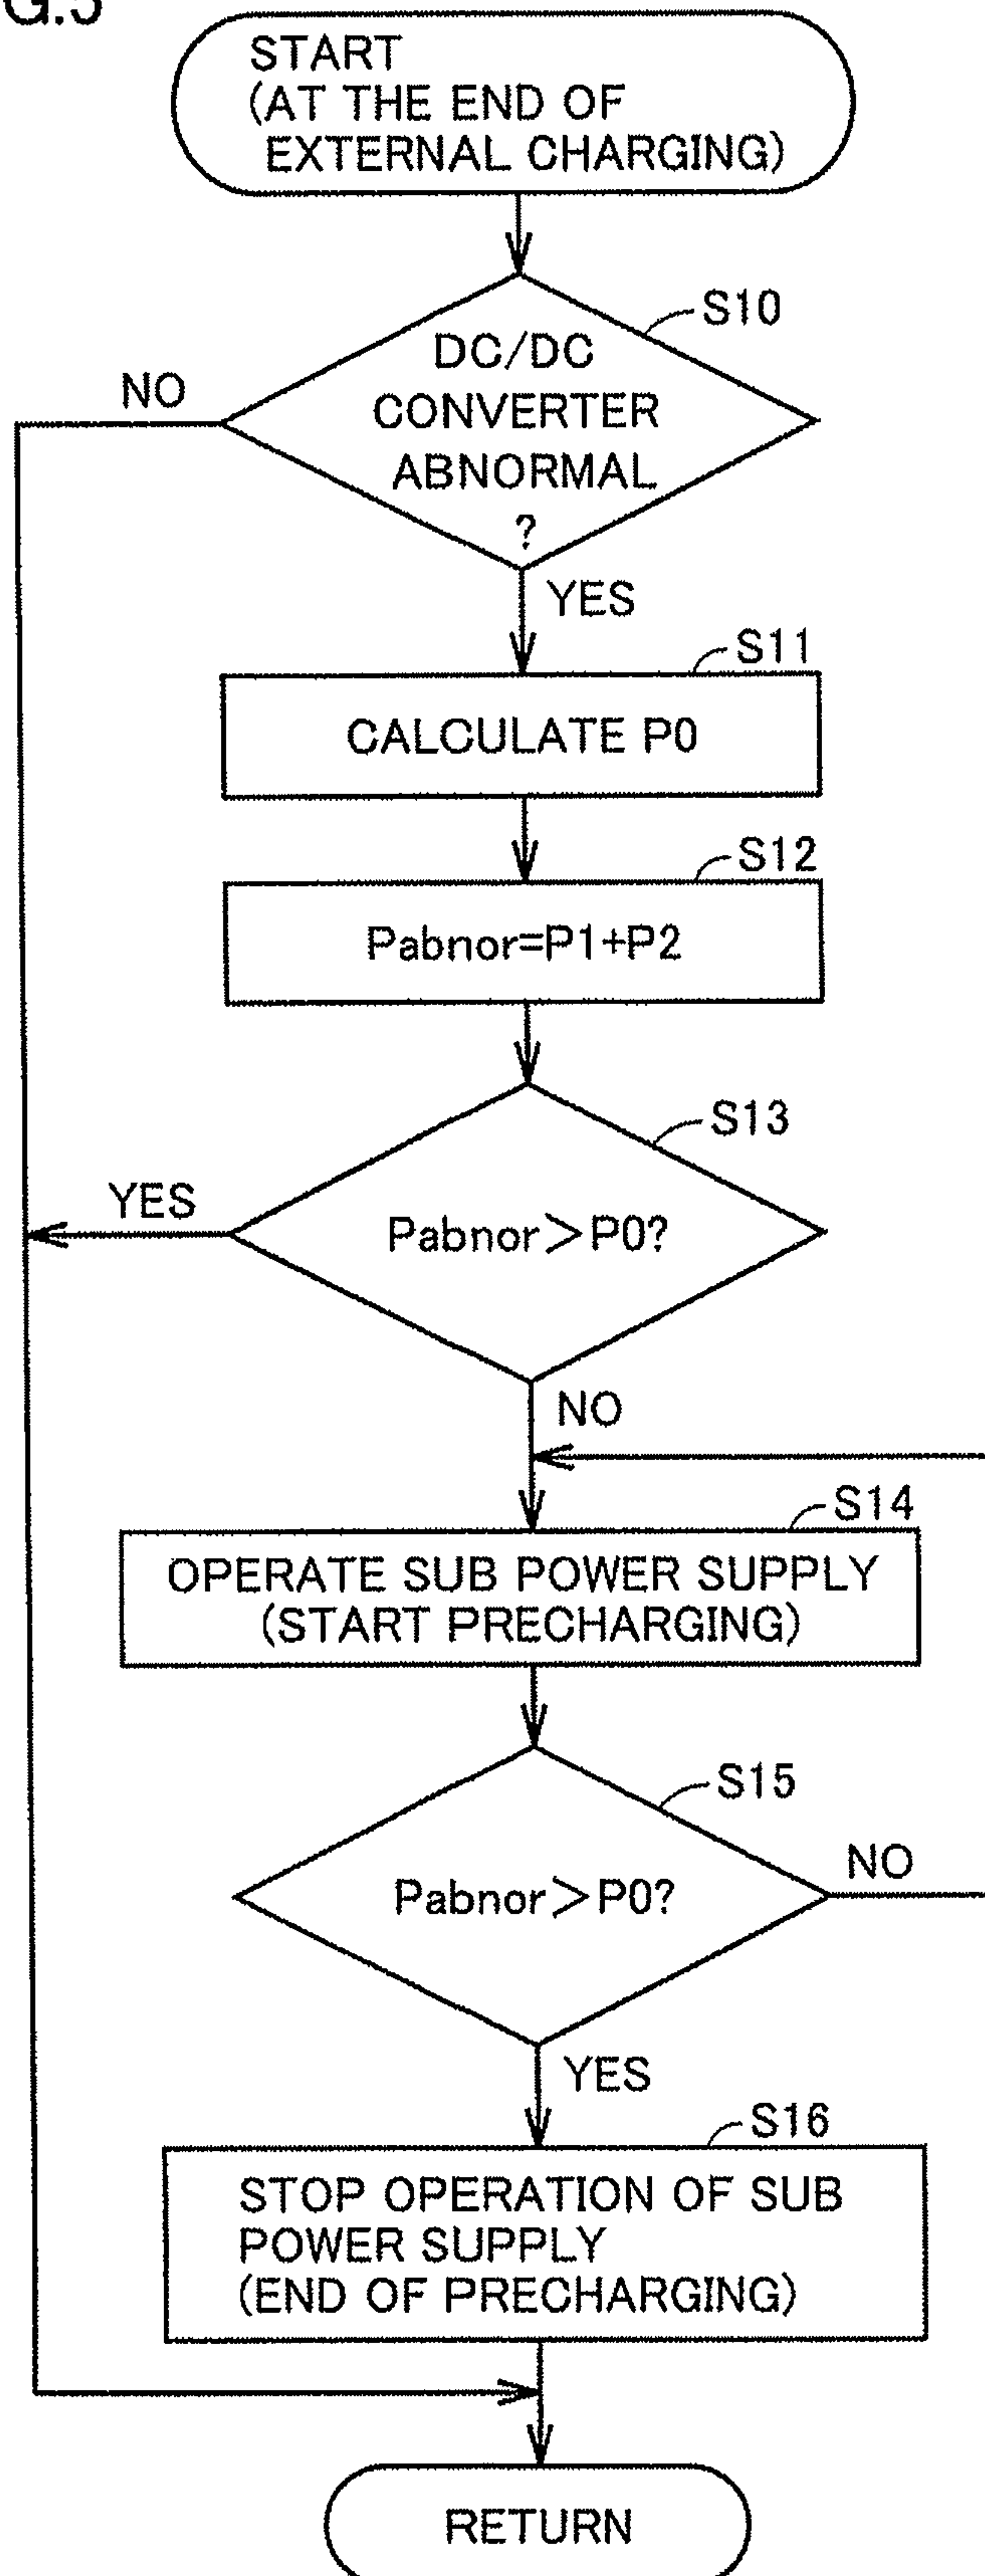 G.5
START
(AT THE END OF
EXTERNAL CHARGING)
S10
DC/DC
CONVERTER
ABNORMAL
?
NO
YES
S11
CALCULATE P0
S12
Pabnor=P1+P2
S13
Pabnor>P0?
YES
NO
S14
OPERATE SUB POWER SUPPLY
(START PRECHARGING)
S15
Pabnor>P0?
NO
YES
S16
STOP OPERATION OF SUB
POWER SUPPLY
(END OF PRECHARGING)
RETURN